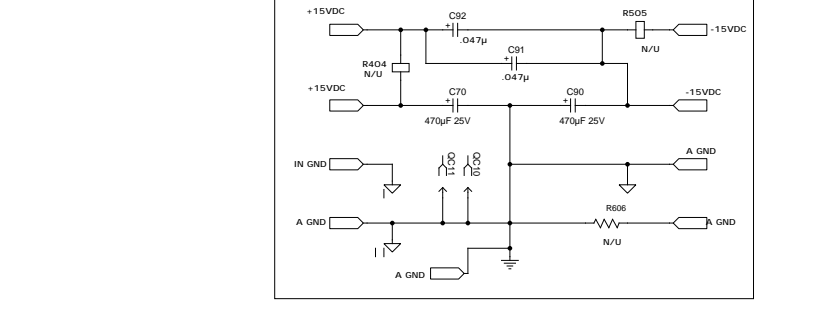 +15VDC
C92
+
.047µ
R505
N/U
-15VDC
C91
+
.047µ
R404
N/U
+15VDC
C70
+
470µF 25V
C90
+
470µF 25V
-15VDC
IN GND
QC11
QC10
A GND
A GND
R606
N/U
A GND
A GND